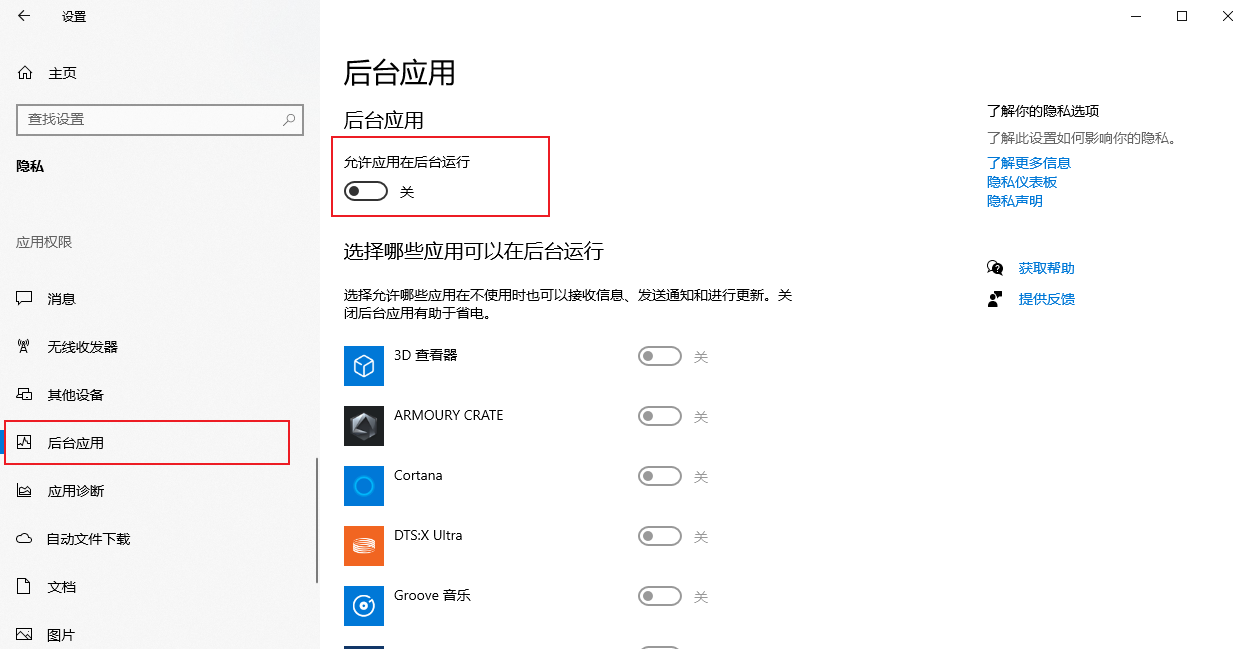 设置
主页
查找设置
隐私
应用权限
消息
无线收发器
其他设备
后台应用
应用诊断
自动文件下载
文档
图片
后台应用
后台应用
允许应用在后台运行
关
选择哪些应用可以在后台运行
选择允许哪些应用在不使用时也可以接收信息、发送通知和进行更新。关
闭后台应用有助于省电。
3D 查看器
关
ARMOURY CRATE
关
Cortana
关
DTS:X Ultra
关
Groove 音乐
关
了解你的隐私选项
了解此设置如何影响你的隐私。
了解更多信息
隐私仪表板
隐私声明
获取帮助
提供反馈